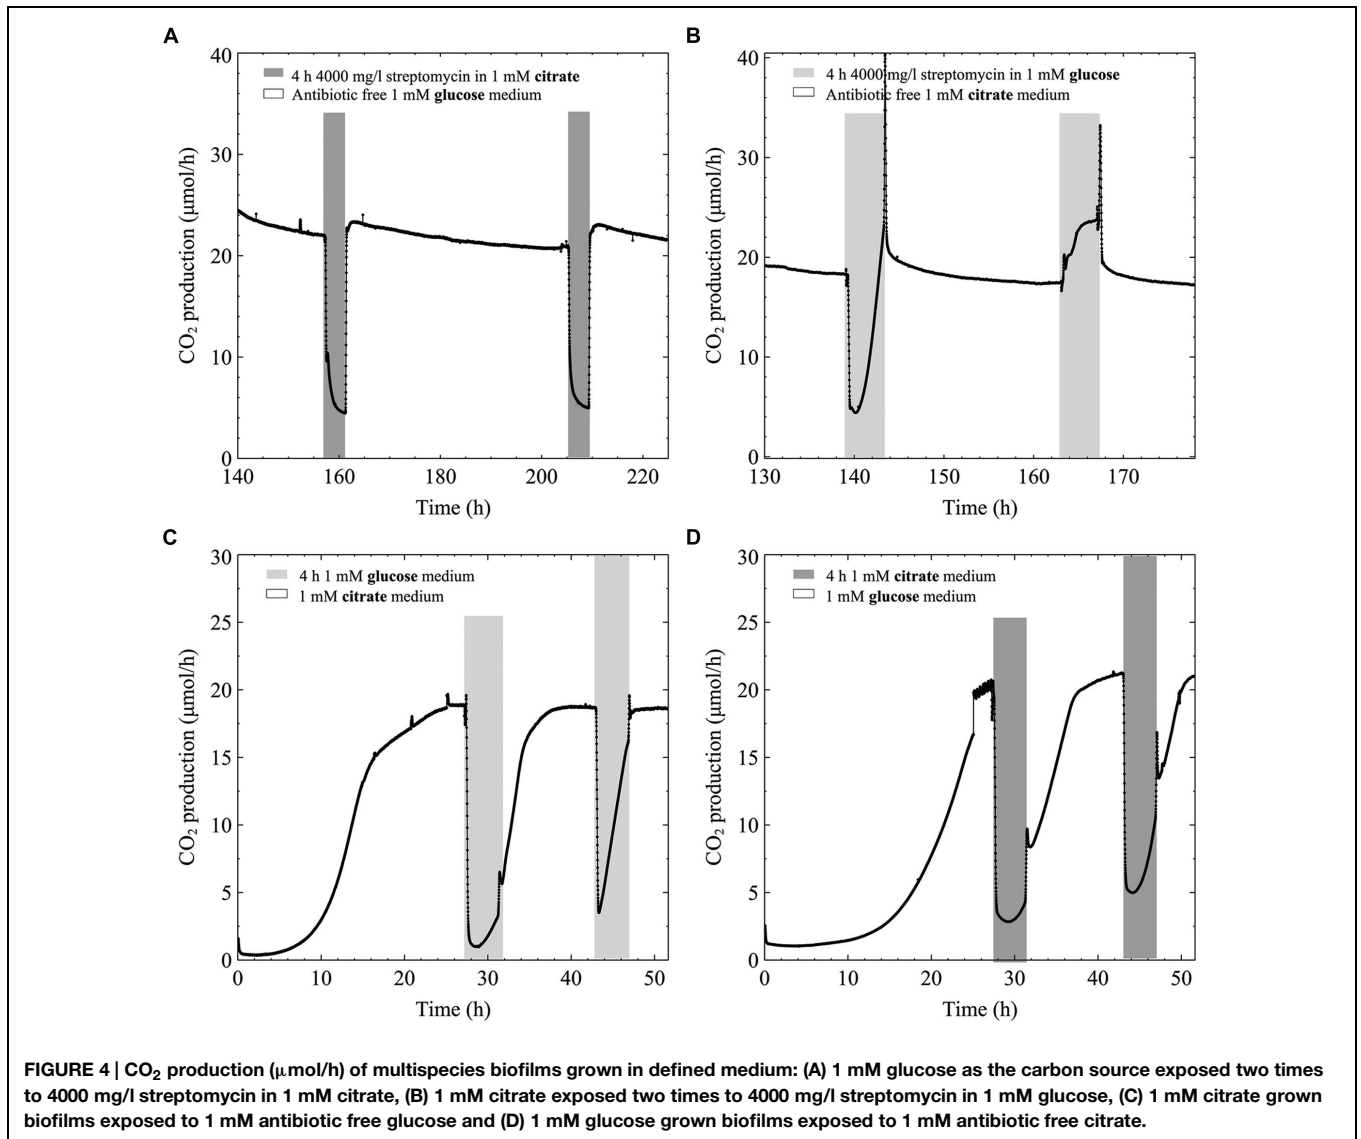 A
40
30
20
10
0
CO2 production (μmol/h)
4 h 4000 mg/l streptomycin in 1 mM citrate
Antibiotic free 1 mM glucose medium
140 160 180 200 220
Time (h)
B
40
30
20
10
0
CO2 production (μmol/h)
4 h 4000 mg/l streptomycin in 1 mM glucose
Antibiotic free 1 mM citrate medium
130 140 150 160 170
Time (h)
C
30
25
20
15
10
5
0
CO2 production (μmol/h)
4 h 1 mM glucose medium
1 mM citrate medium
0 10 20 30 40 50
Time (h)
D
30
25
20
15
10
5
0
CO2 production (μmol/h)
4 h 1 mM citrate medium
1 mM glucose medium
0 10 20 30 40 50
Time (h)
FIGURE 4 | CO2 production (μmol/h) of multispecies biofilms grown in defined medium: (A) 1 mM glucose as the carbon source exposed two times
to 4000 mg/l streptomycin in 1 mM citrate, (B) 1 mM citrate exposed two times to 4000 mg/l streptomycin in 1 mM glucose, (C) 1 mM citrate grown
biofilms exposed to 1 mM antibiotic free glucose and (D) 1 mM glucose grown biofilms exposed to 1 mM antibiotic free citrate.